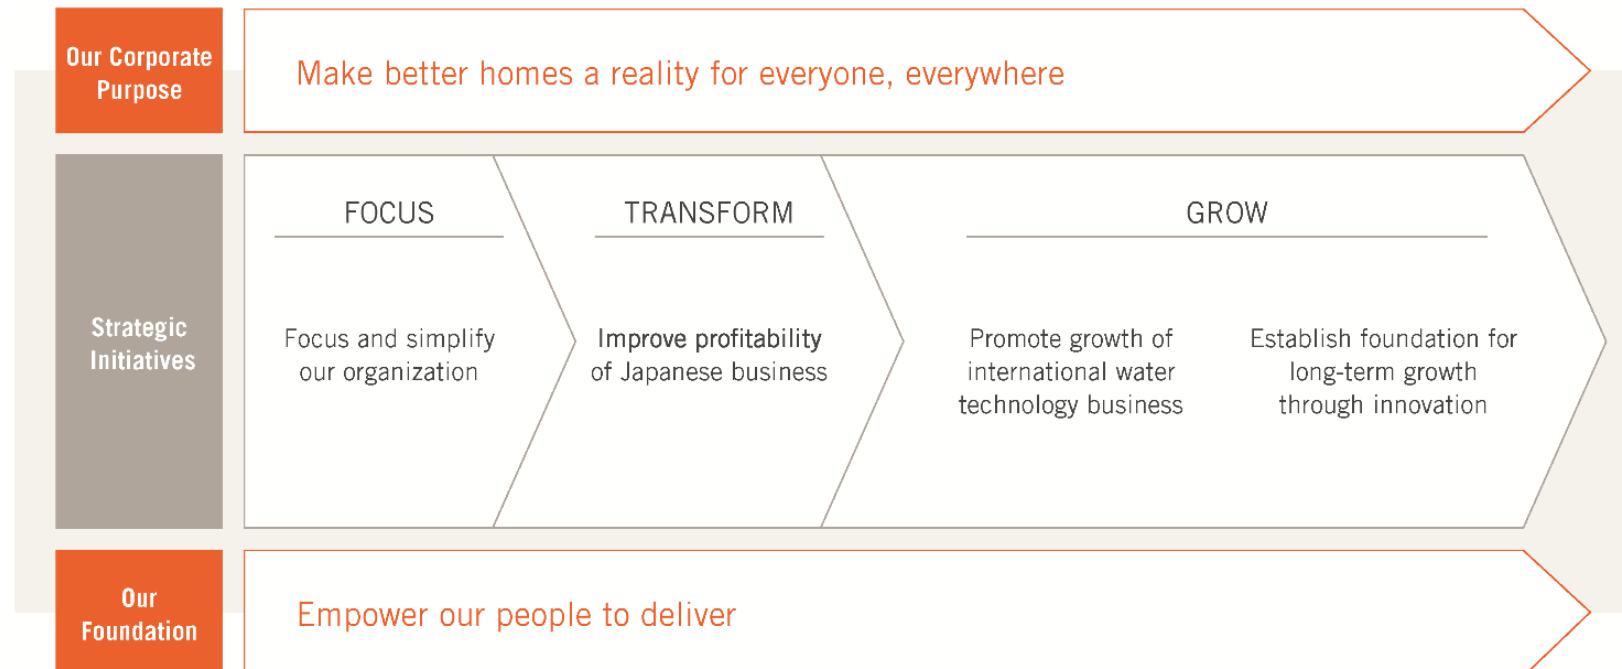 Our Corporate
Purpose
Make better homes a reality for everyone, everywhere
Strategic
Initiatives
FOCUS
Focus and simplify
our organization
TRANSFORM
Improve profitability
of Japanese business
GROW
Promote growth of
international water
technology business
Establish foundation for
long-term growth
through innovation
Our
Foundation
Empower our people to deliver